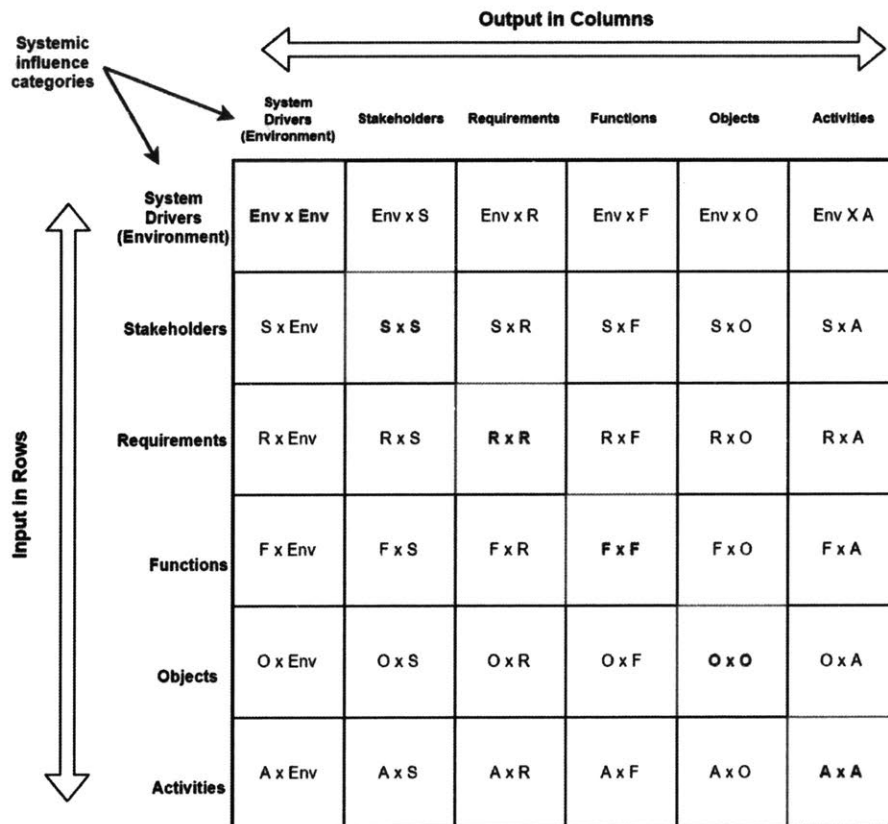 Output in Columns
Systemic
influence
categories
System
Drivers
(Environment)
Stakeholders
Requirements
Functions
Objects
Activities
System
Drivers
(Environment)
Env x Env
Env x S
Env x R
Env x F
Env x O
Env X A
Stakeholders
S x Env
S x S
S x R
S x F
S x O
S x A
Input in Rows
Requirements
R x Env
R x S
R x R
R x F
R x O
R x A
Functions
F x Env
F x S
F x R
F x F
F x O
F x A
Objects
O x Env
O x S
O x R
O x F
O x O
O x A
Activities
A x Env
A x S
A x R
A x F
A x O
A x A